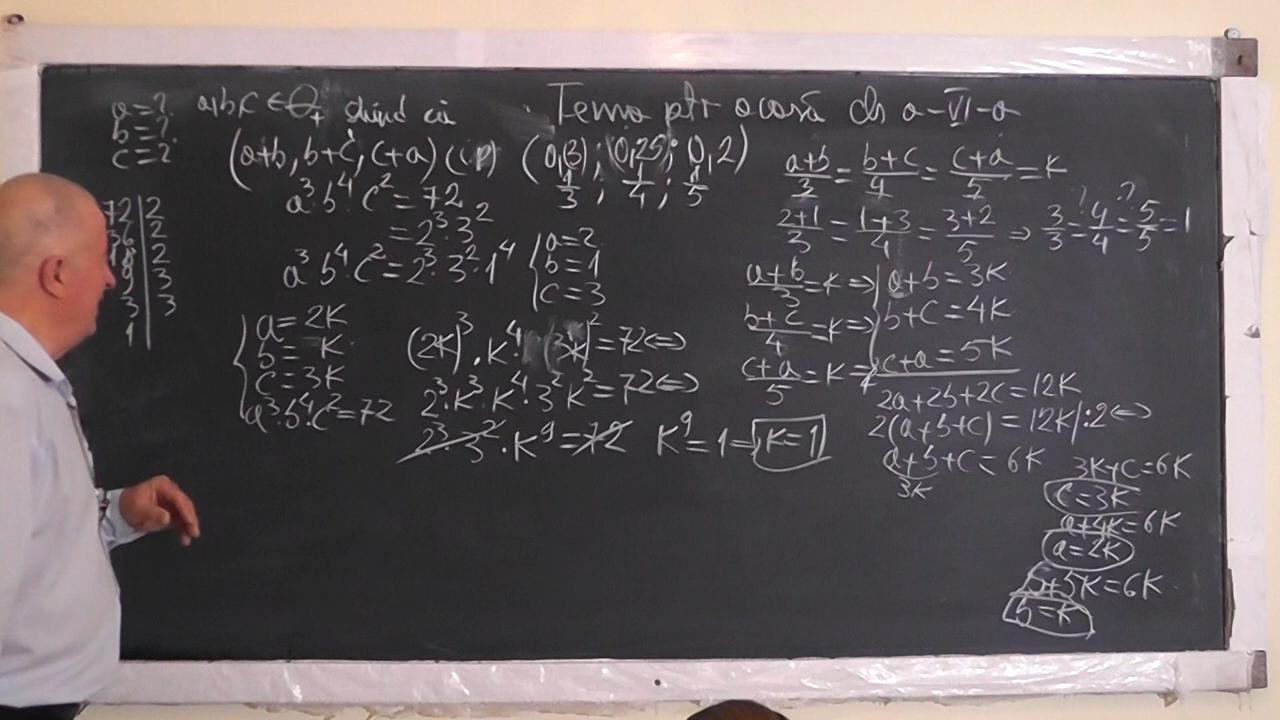 a=?
b=?
c=?
a,b,c ∈ Q₊ știind că
Tema ptr acasă cls a-VI-a
(a+b, b+c, c+a) (i.p) (0,(3); 0,25; 0,2)
1/3 ; 1/4 ; 1/5
a³·b⁴·c²=72
=2³·3²
a³·b⁴·c²=2³·3²·1⁴
{ a=2
b=1
c=3
72 | 2
36 | 2
18 | 2
9 | 3
3 | 3
1 |
{ a=2K
b=K
c=3K
a³·b⁴·c²=72
(2K)³·K⁴·(3K)²=72⇔
2³·K³·K⁴·3²K²=72⇔
2³·3²·K⁹=72 K⁹=1⇒K=1
(a+b)/3=(b+c)/4=(c+a)/5=K
(2+1)/3=(1+3)/4=(3+2)/5 ⇒ 3/3 ?= 4/4 ?= 5/5=1
(a+b)/3=K⇒ a+b=3K
(b+c)/4=K⇒ b+c=4K
(c+a)/5=K⇒ c+a=5K
2a+2b+2c=12K
2(a+b+c)=12K|:2⇔
a+b+c=6K
3K
3K+c=6K
c=3K
a+4K=6K
a=2K
b+5K=6K
b=K